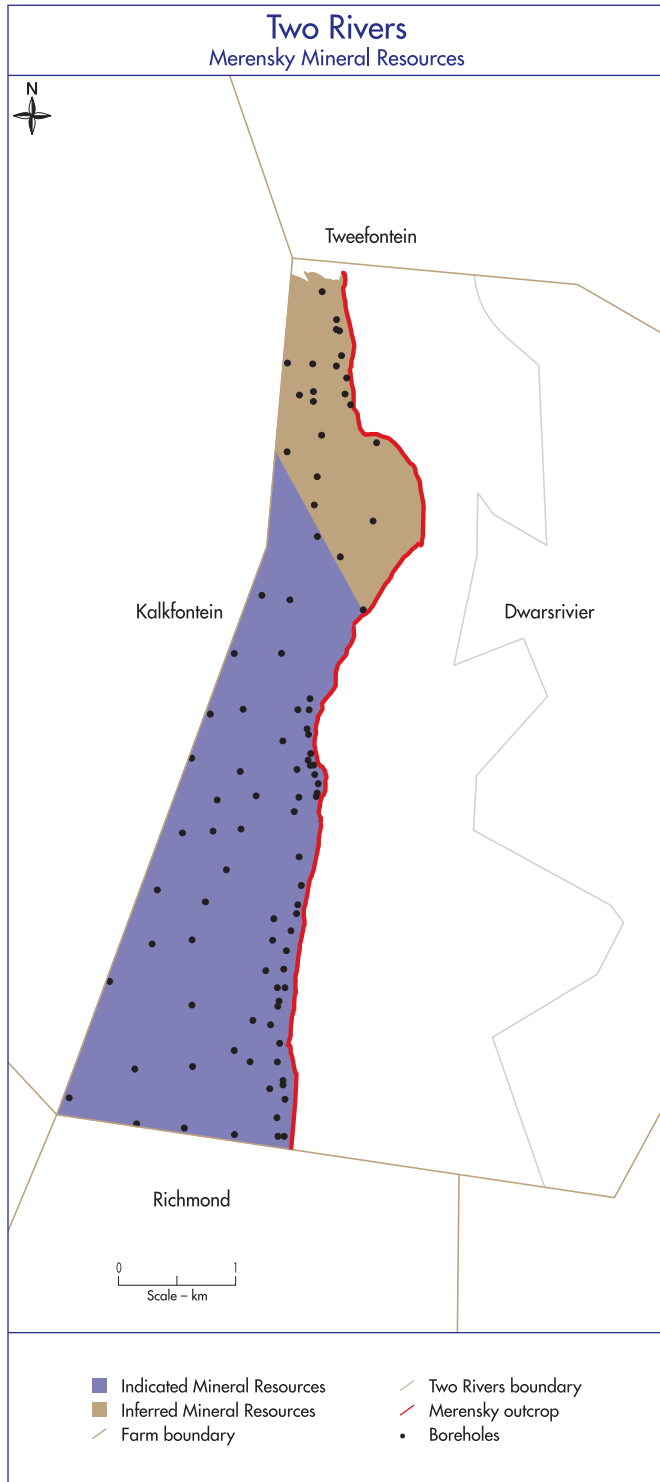 Two Rivers
Merensky Mineral Resources
N
Tweefontein
Kalkfontein
Dwarsrivier
Richmond
0 1
Scale – km
Indicated Mineral Resources
Inferred Mineral Resources
Farm boundary
Two Rivers boundary
Merensky outcrop
Boreholes